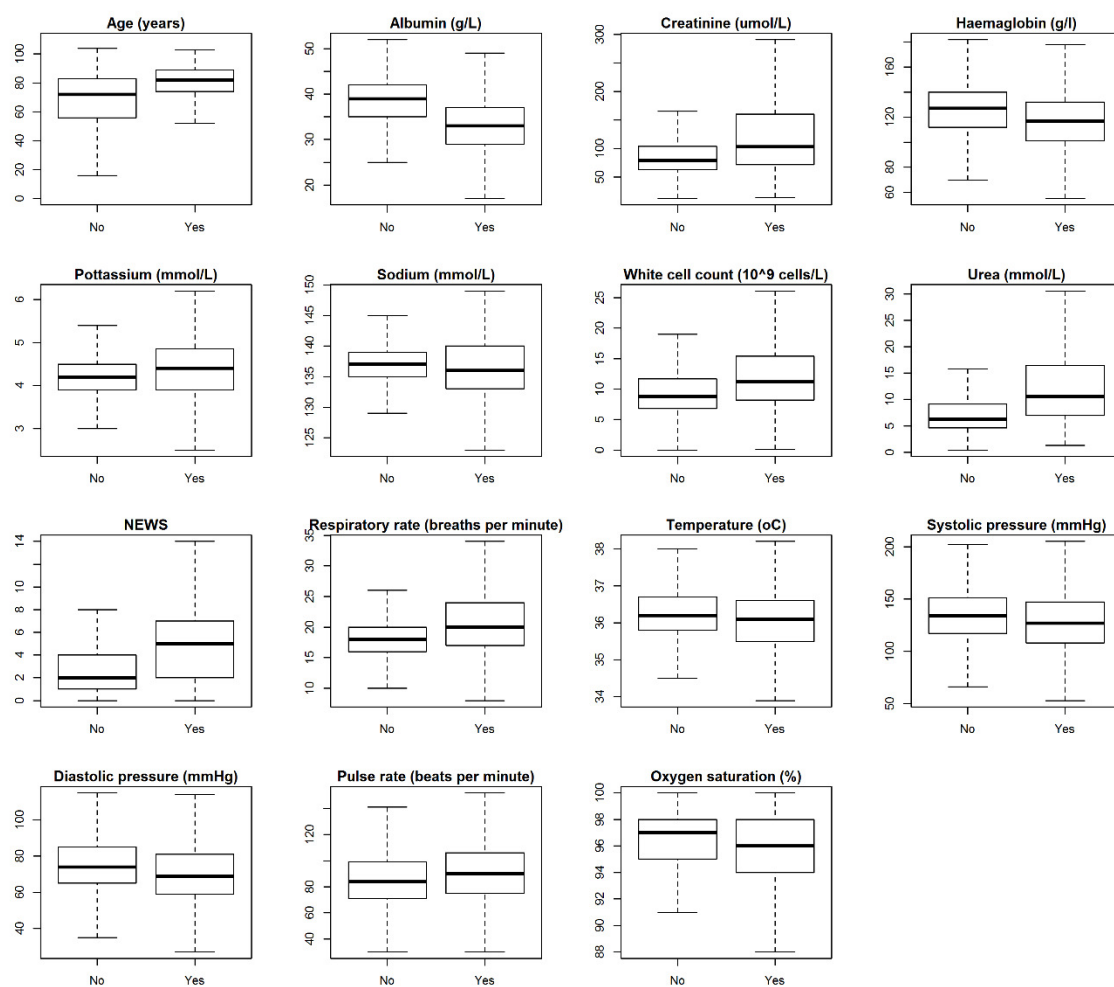 Age (years)
0 20 40 60 80 100
No Yes
Albumin (g/L)
20 30 40 50
No Yes
Creatinine (umol/L)
50 100 200 300
No Yes
Haemaglobin (g/l)
60 80 120 160
No Yes
Pottassium (mmol/L)
3 4 5 6
No Yes
Sodium (mmol/L)
125 130 135 140 145 150
No Yes
White cell count (10^9 cells/L)
0 5 10 15 20 25
No Yes
Urea (mmol/L)
0 5 10 15 20 25 30
No Yes
NEWS
0 2 4 6 8 10 12 14
No Yes
Respiratory rate (breaths per minute)
10 15 20 25 30 35
No Yes
Temperature (oC)
34 35 36 37 38
No Yes
Systolic pressure (mmHg)
50 100 150 200
No Yes
Diastolic pressure (mmHg)
40 60 80 100
No Yes
Pulse rate (beats per minute)
40 60 80 120
No Yes
Oxygen saturation (%)
88 90 92 94 96 98 100
No Yes